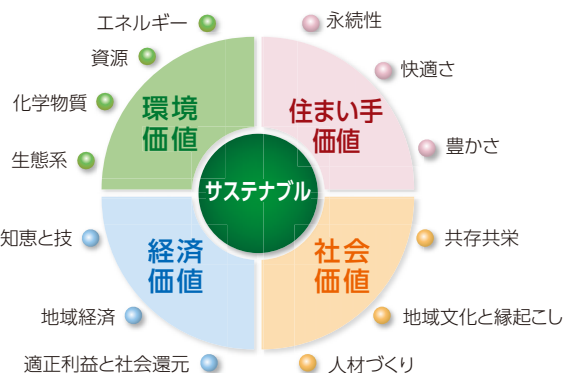 エネルギー
資源
化学物質
生態系
環境
価値
永続性
快適さ
豊かさ
住まい手
価値
サステナブル
知恵と技
地域経済
適正利益と社会還元
経済
価値
共存共栄
地域文化と縁起こし
人材づくり
社会
価値